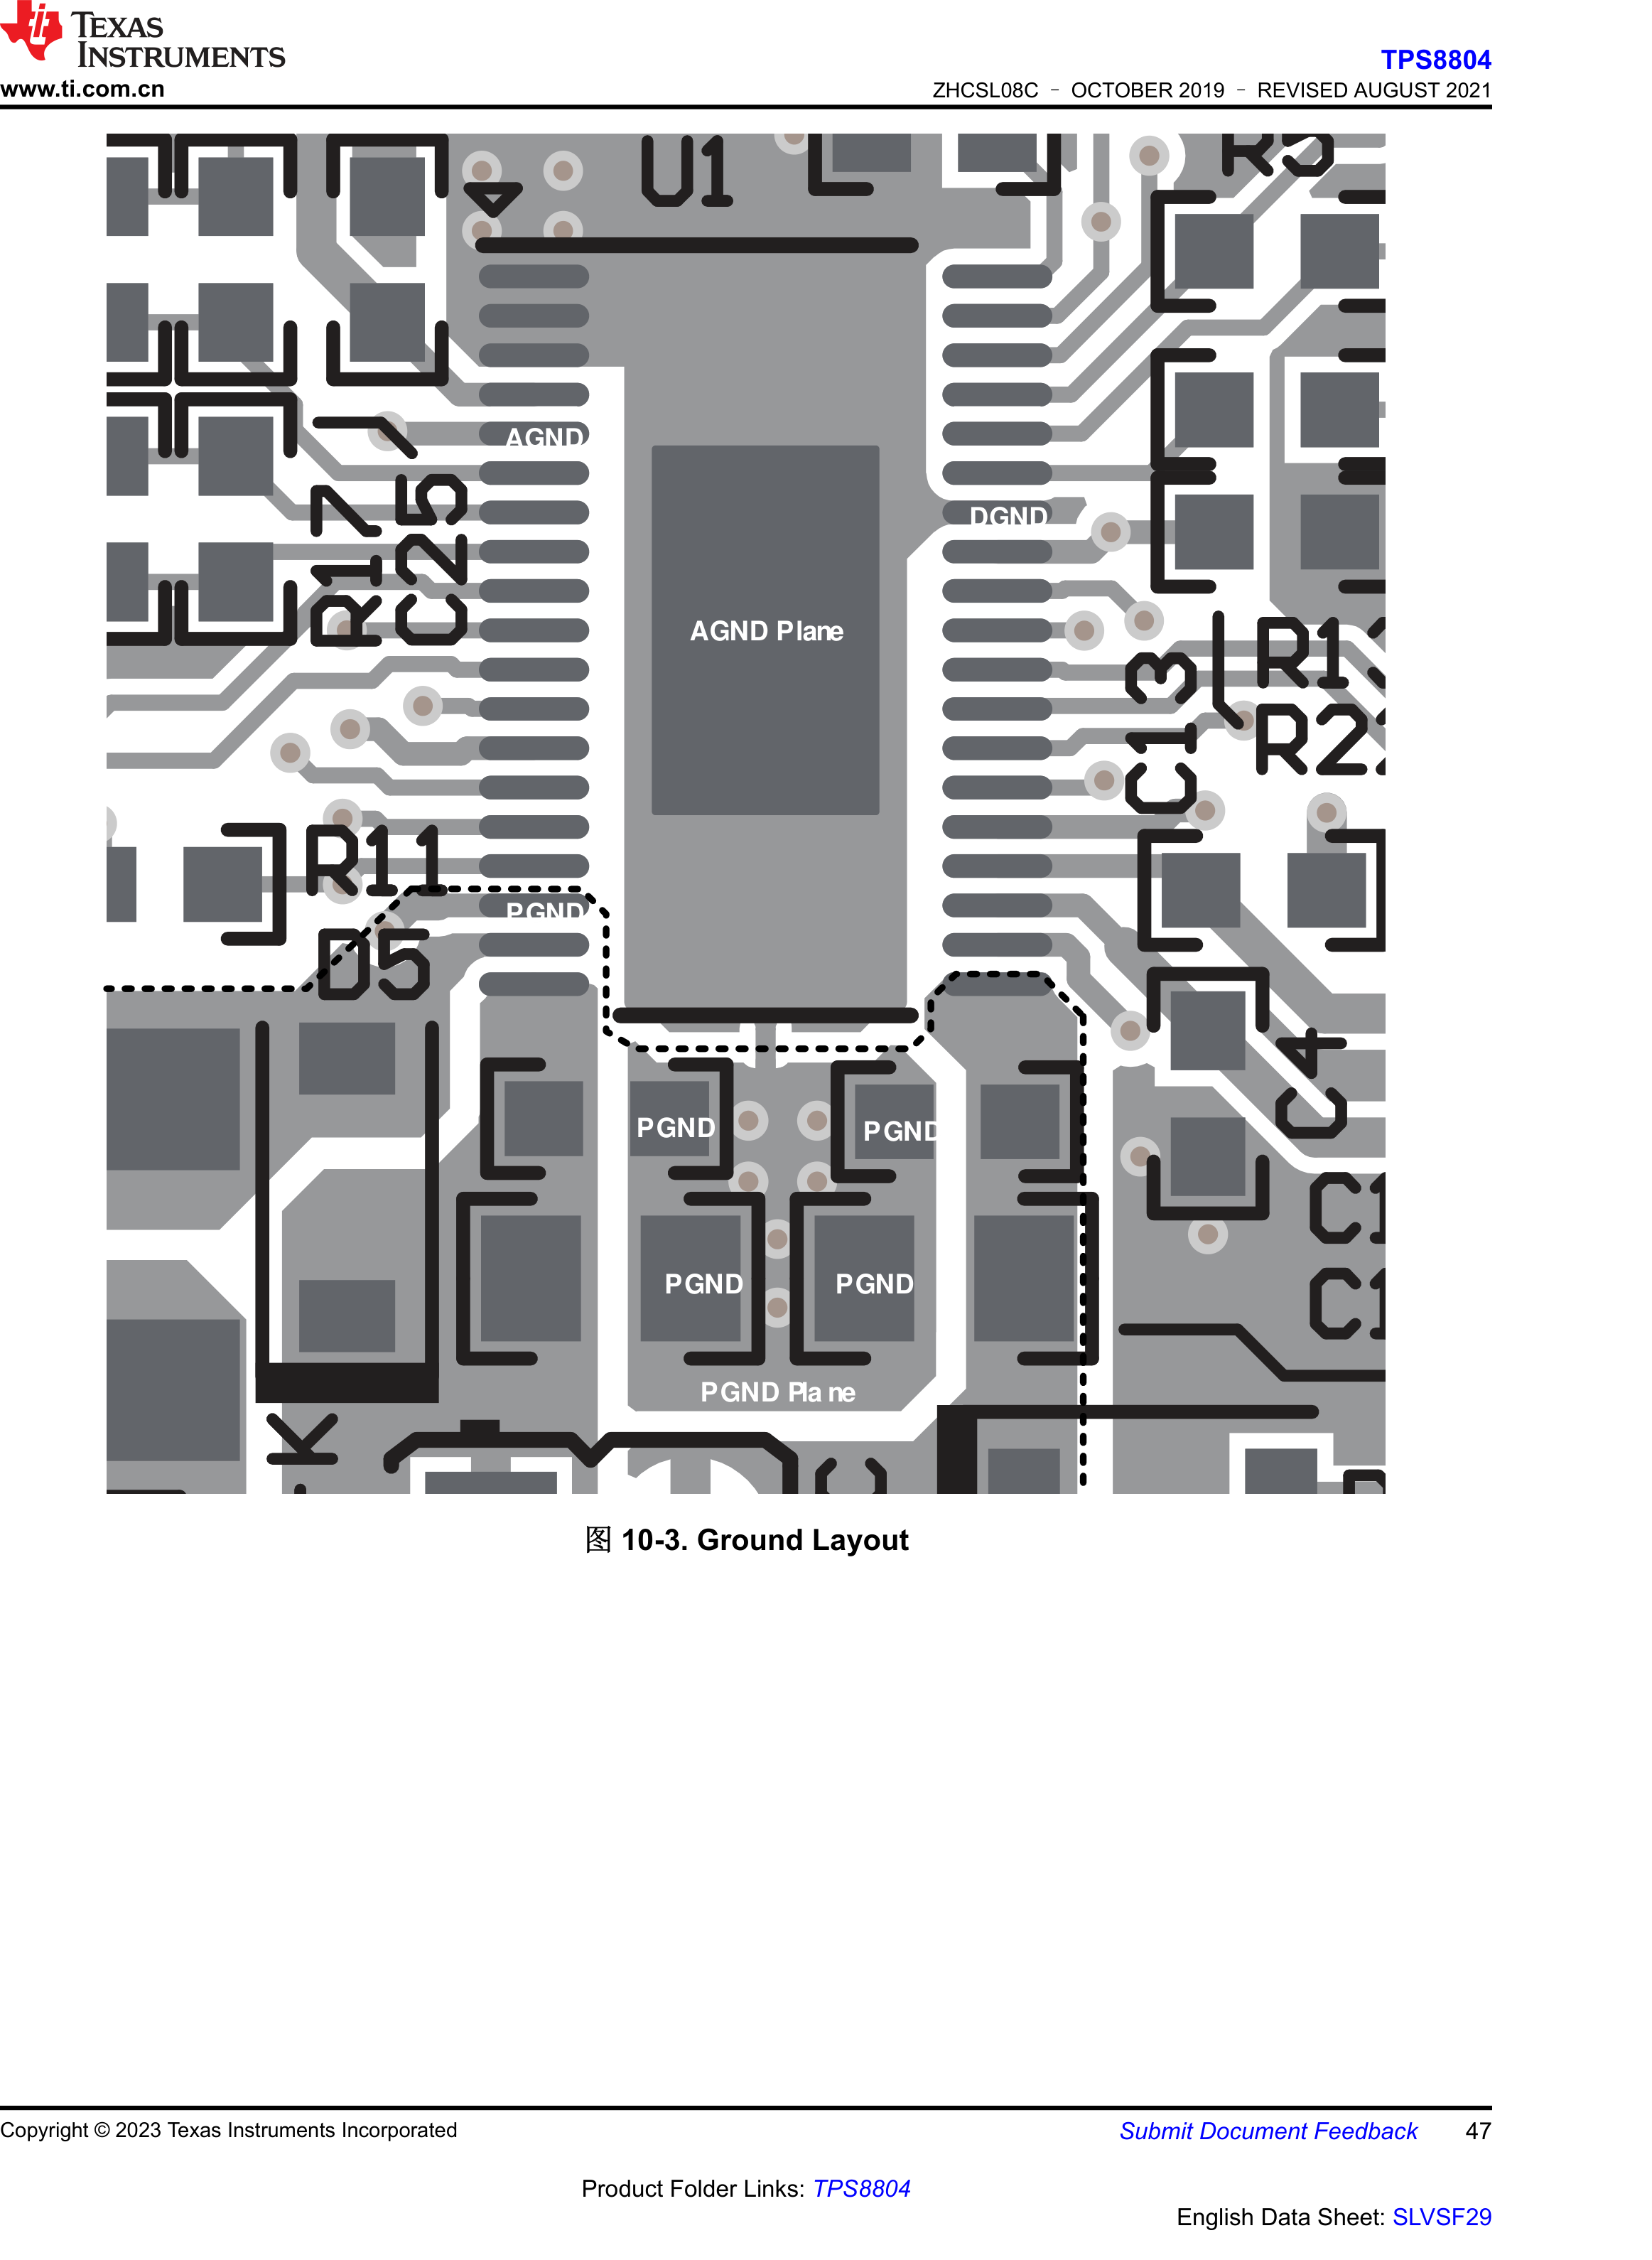 TEXAS
INSTRUMENTS
www.ti.com.cn
TPS8804
ZHCSL08C – OCTOBER 2019 – REVISED AUGUST 2021
U1
R5
AGND
R17
C25
DGND
AGND Plane
C13
R1
R2
R11
PGND
D5
C4
PGND
PGND
C1
PGND
PGND
C1
PGND Plane
K
C
图 10-3. Ground Layout
Copyright © 2023 Texas Instruments Incorporated
Submit Document Feedback 47
Product Folder Links: TPS8804
English Data Sheet: SLVSF29